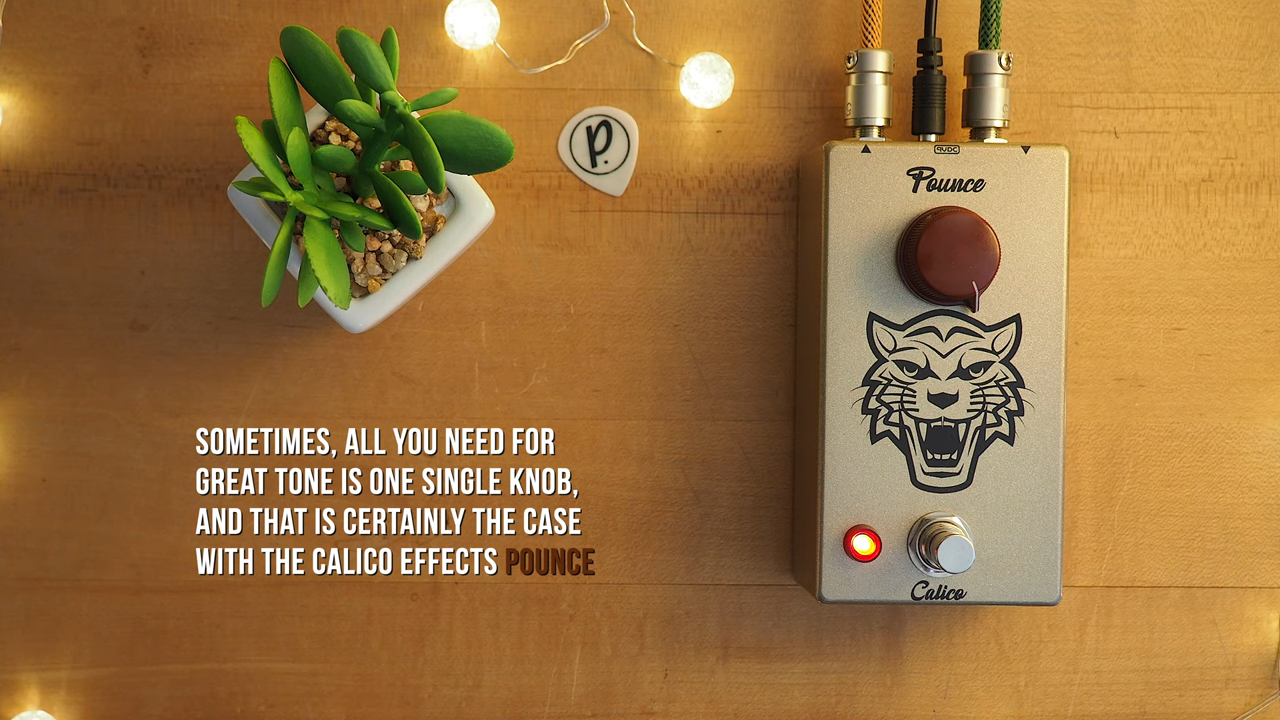 P.
9VDC
Pounce
SOMETIMES, ALL YOU NEED FOR
GREAT TONE IS ONE SINGLE KNOB,
AND THAT IS CERTAINLY THE CASE
WITH THE CALICO EFFECTS POUNCE
Calico